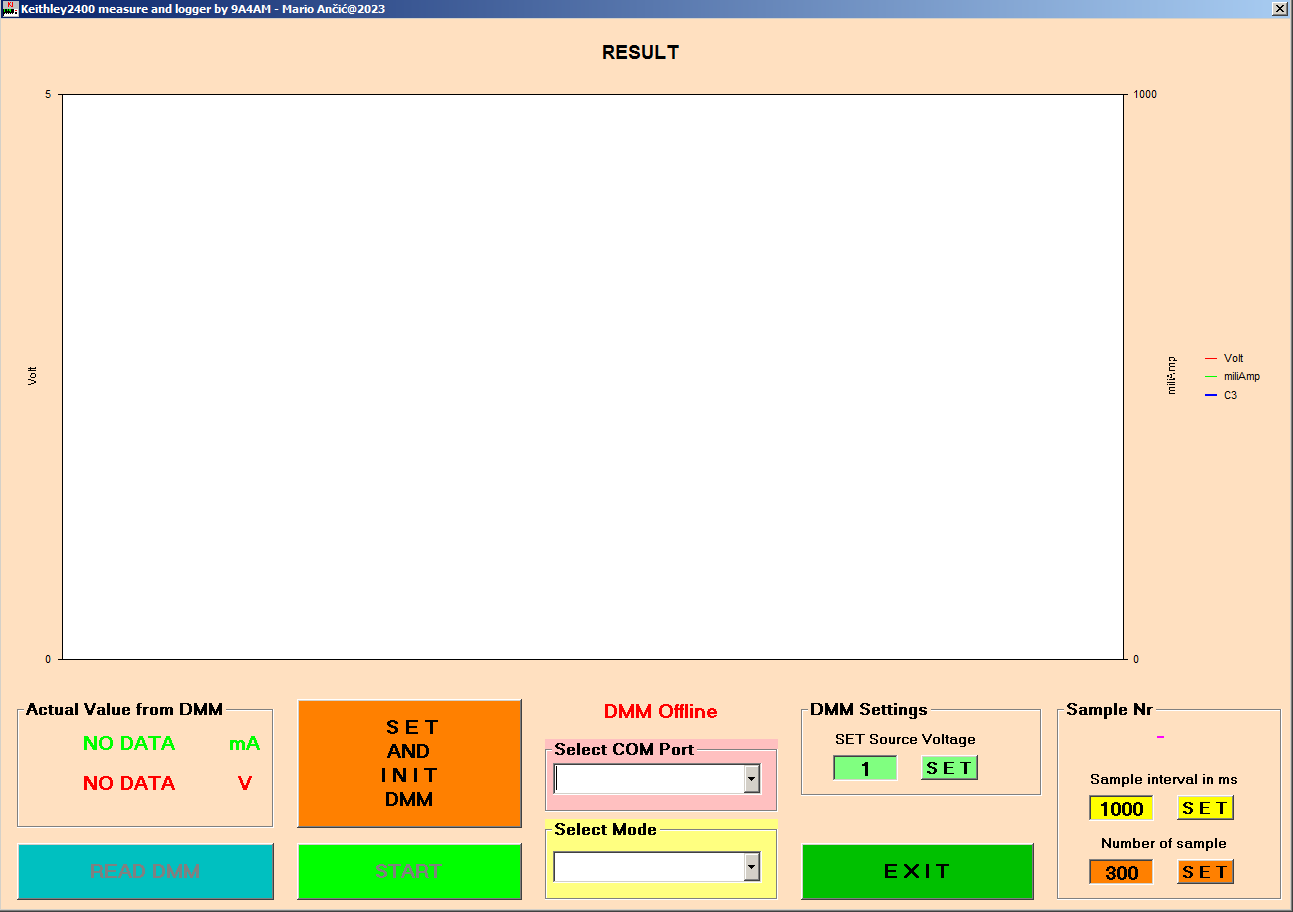 Keithley2400 measure and logger by 9A4AM - Mario Ančić@2023
RESULT
5
1000
Volt
miliAmp
Volt
miliAmp
C3
0
0
Actual Value from DMM
NO DATA mA
NO DATA V
READ DMM
S E T
AND
I N I T
DMM
START
DMM Offline
Select COM Port
Select Mode
DMM Settings
SET Source Voltage
1 S E T
E X I T
Sample Nr
-
Sample interval in ms
1000 S E T
Number of sample
300 S E T